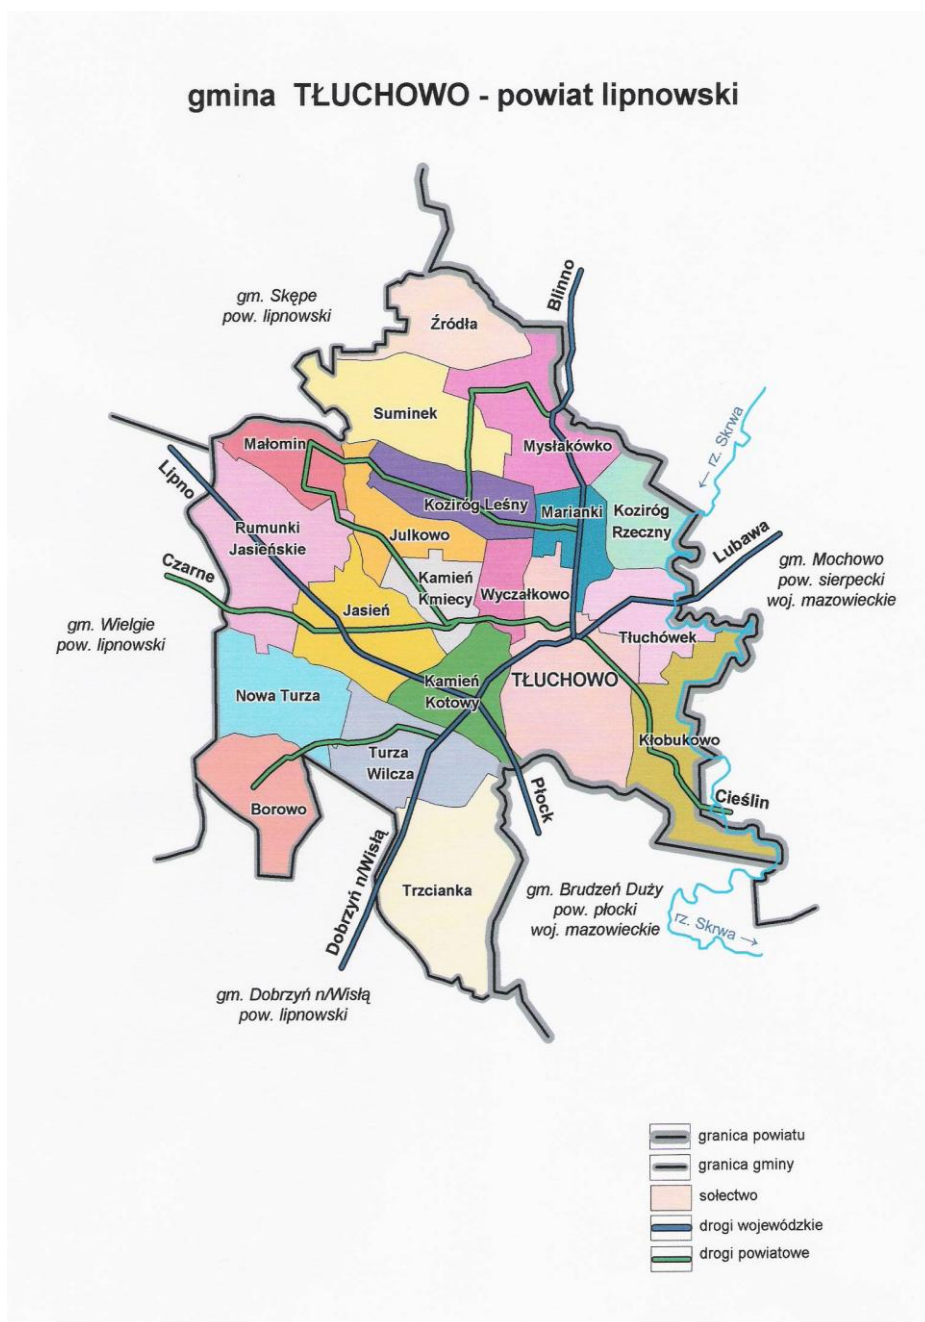 gmina TŁUCHOWO - powiat lipnowski
Blinno
gm. Skępe
pow. lipnowski
Źródła
Suminek
Małomin
Mysłakówko
← rz. Skrwa
Lipno
Koziróg Leśny
Marianki
Koziróg
Rzeczny
Rumunki
Jasieńskie
Julkowo
Lubawa
gm. Mochowo
pow. sierpecki
woj. mazowieckie
Czarne
Kamień
Kmiecy
Wyczałkowo
Jasień
gm. Wielgie
pow. lipnowski
Tłuchówek
Nowa Turza
Kamień
Kotowy
TŁUCHOWO
Kłobukowo
Turza
Wilcza
Płock
Cieślin
Borowo
Trzcianka
Dobrzyń n/Wisłą
gm. Brudzeń Duży
pow. płocki
woj. mazowieckie
rz. Skrwa →
gm. Dobrzyń n/Wisłą
pow. lipnowski
granica powiatu
granica gminy
sołectwo
drogi wojewódzkie
drogi powiatowe